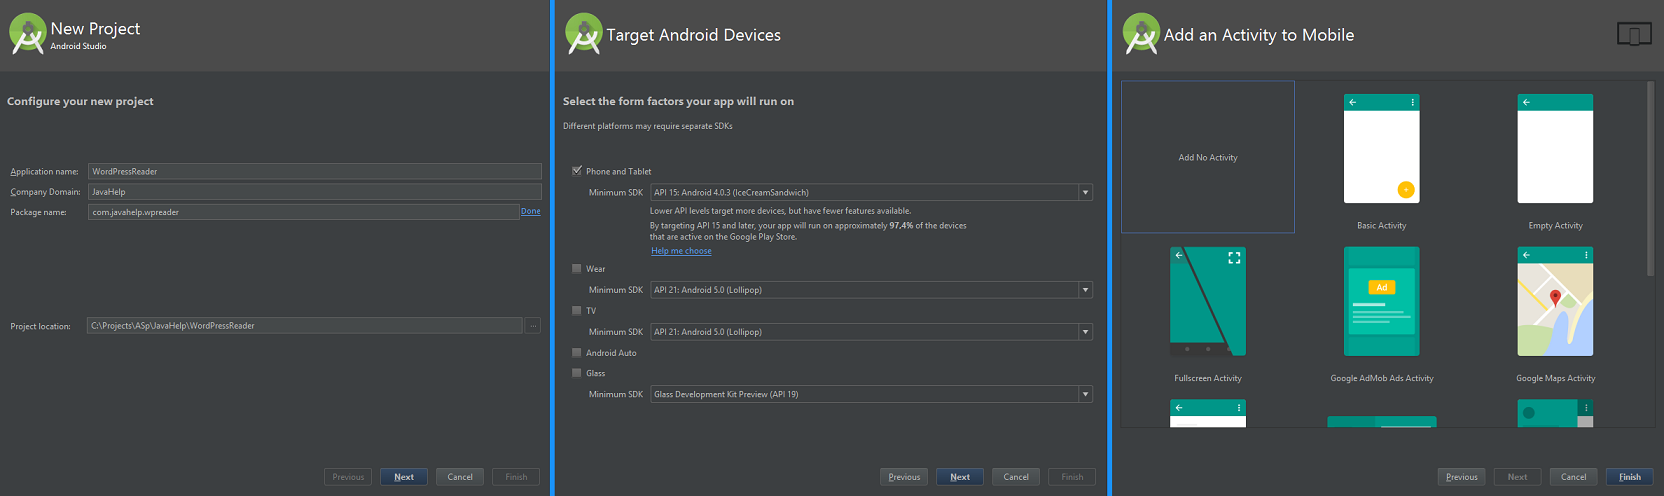 New Project
Android Studio
Configure your new project
Application name: WordPressReader
Company Domain: JavaHelp
Package name: com.javahelp.wpreader Done
Project location: C:\Projects\ASp\JavaHelp\WordPressReader ...
Previous Next Cancel Finish
Target Android Devices
Select the form factors your app will run on
Different platforms may require separate SDKs
Phone and Tablet
Minimum SDK API 15: Android 4.0.3 (IceCreamSandwich)
Lower API levels target more devices, but have fewer features available.
By targeting API 15 and later, your app will run on approximately 97,4% of the devices
that are active on the Google Play Store.
Help me choose
Wear
Minimum SDK API 21: Android 5.0 (Lollipop)
TV
Minimum SDK API 21: Android 5.0 (Lollipop)
Android Auto
Glass
Minimum SDK Glass Development Kit Preview (API 19)
Previous Next Cancel Finish
Add an Activity to Mobile
Add No Activity
Basic Activity
Empty Activity
Ad
Fullscreen Activity
Google AdMob Ads Activity
Google Maps Activity
Previous Next Cancel Finish